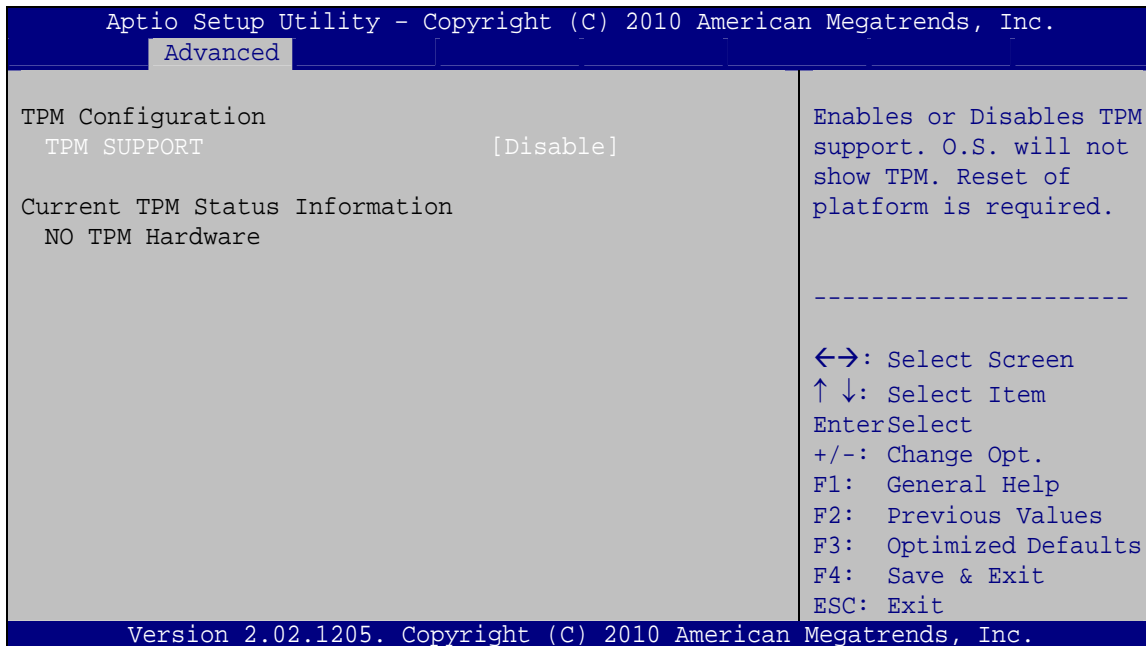 Aptio Setup Utility – Copyright (C) 2010 American Megatrends, Inc.
Advanced
TPM Configuration
TPM SUPPORT [Disable]
Current TPM Status Information
NO TPM Hardware
Enables or Disables TPM
support. O.S. will not
show TPM. Reset of
platform is required.
----------------------
←→: Select Screen
↑ ↓: Select Item
EnterSelect
+/-: Change Opt.
F1: General Help
F2: Previous Values
F3: Optimized Defaults
F4: Save & Exit
ESC: Exit
Version 2.02.1205. Copyright (C) 2010 American Megatrends, Inc.